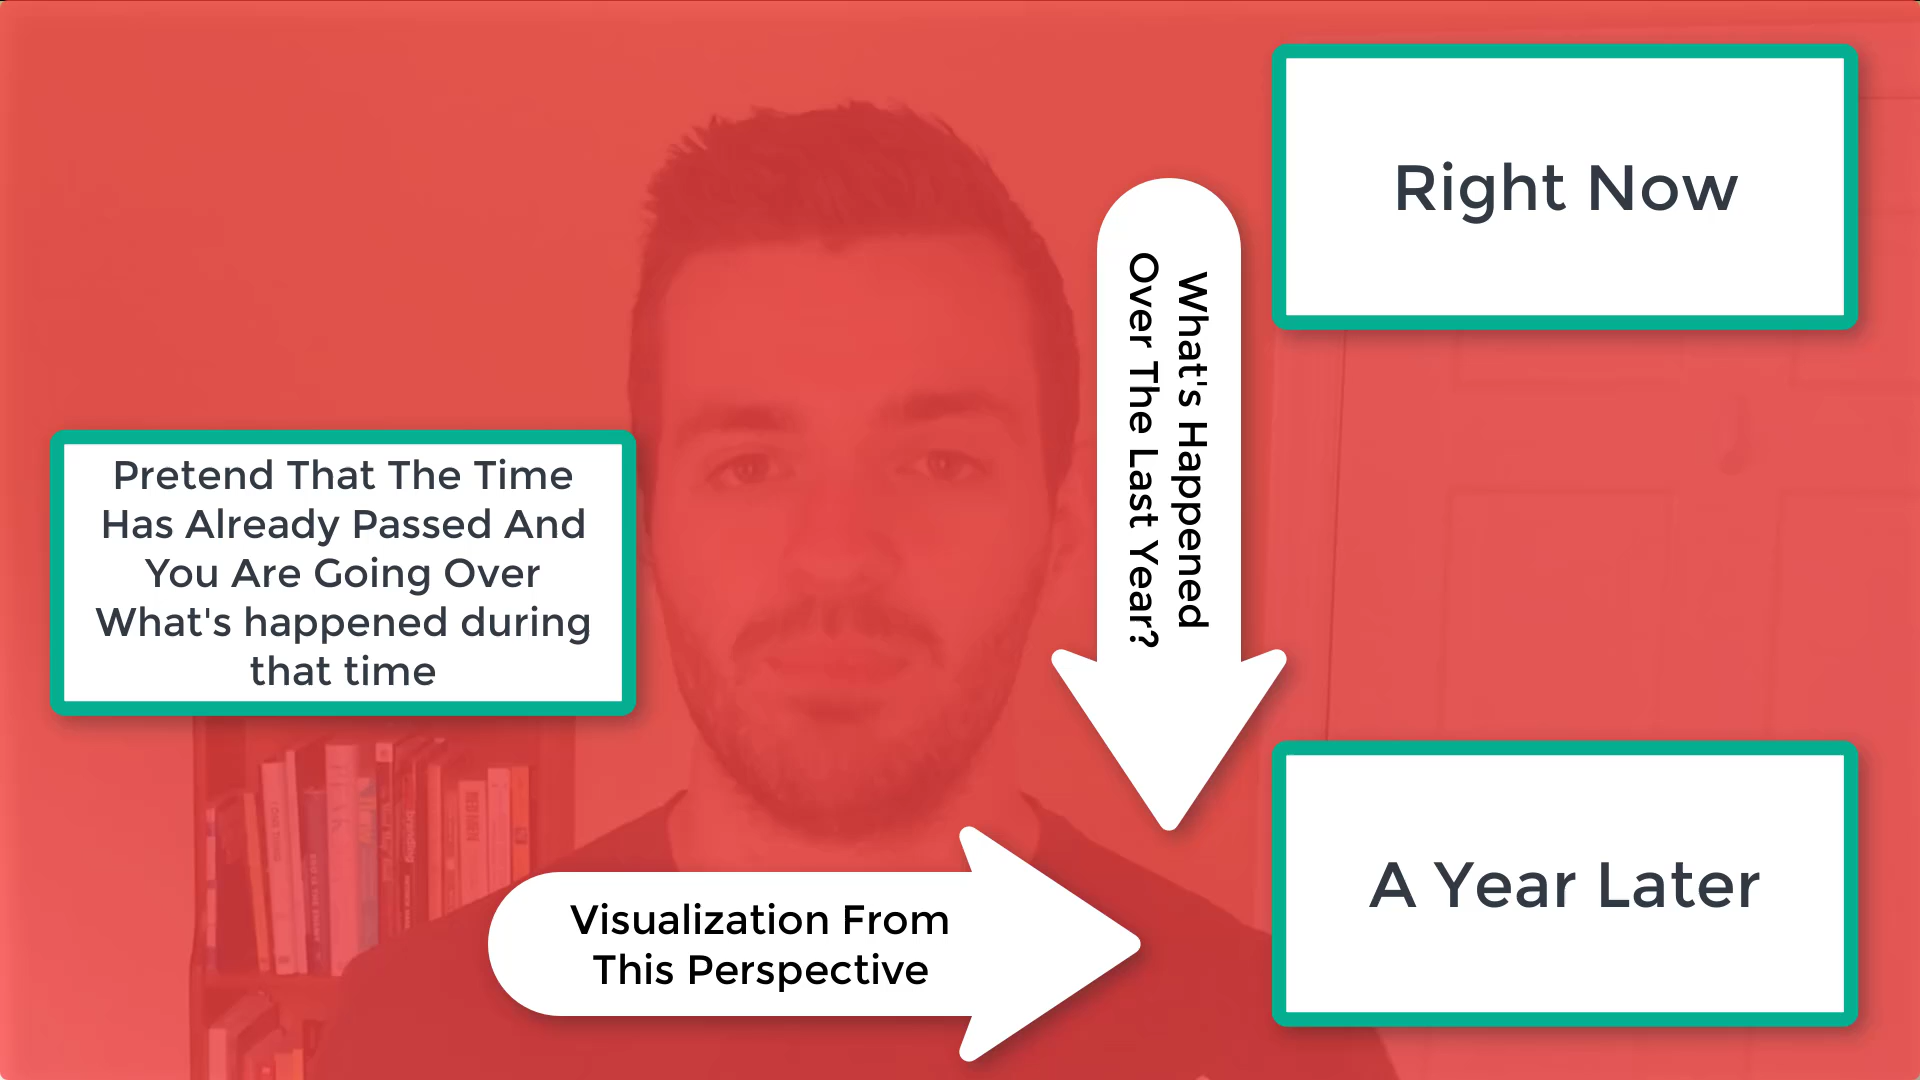 Right Now
What's Happened
Over The Last Year?
Pretend That The Time
Has Already Passed And
You Are Going Over
What's happened during
that time
A Year Later
Visualization From
This Perspective